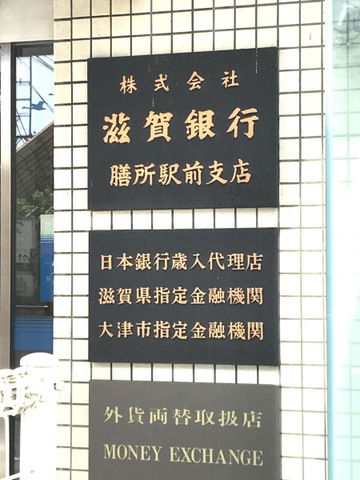 株式会社
滋賀銀行
膳所駅前支店
日本銀行歳入代理店
滋賀県指定金融機関
大津市指定金融機関
外貨両替取扱店
MONEY EXCHANGE